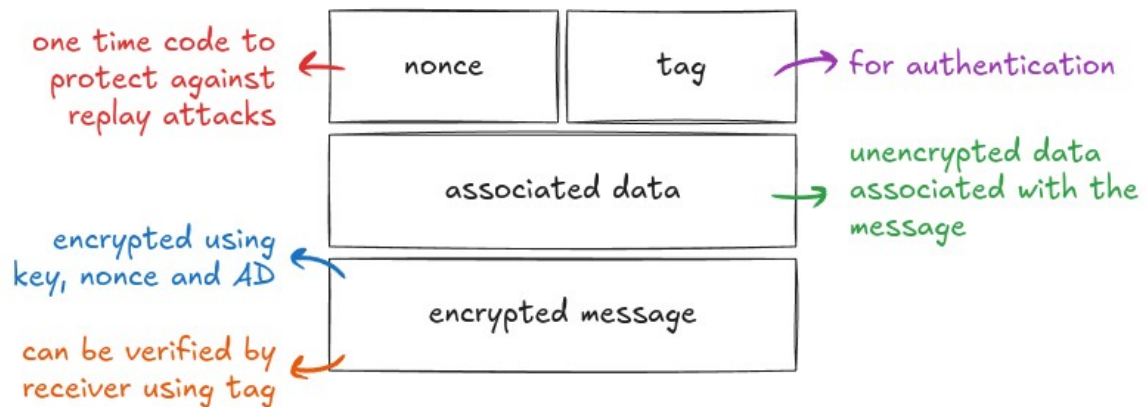 one time code to
protect against
replay attacks
nonce
tag
for authentication
associated data
unencrypted data
associated with the
message
encrypted using
key, nonce and AD
encrypted message
can be verified by
receiver using tag